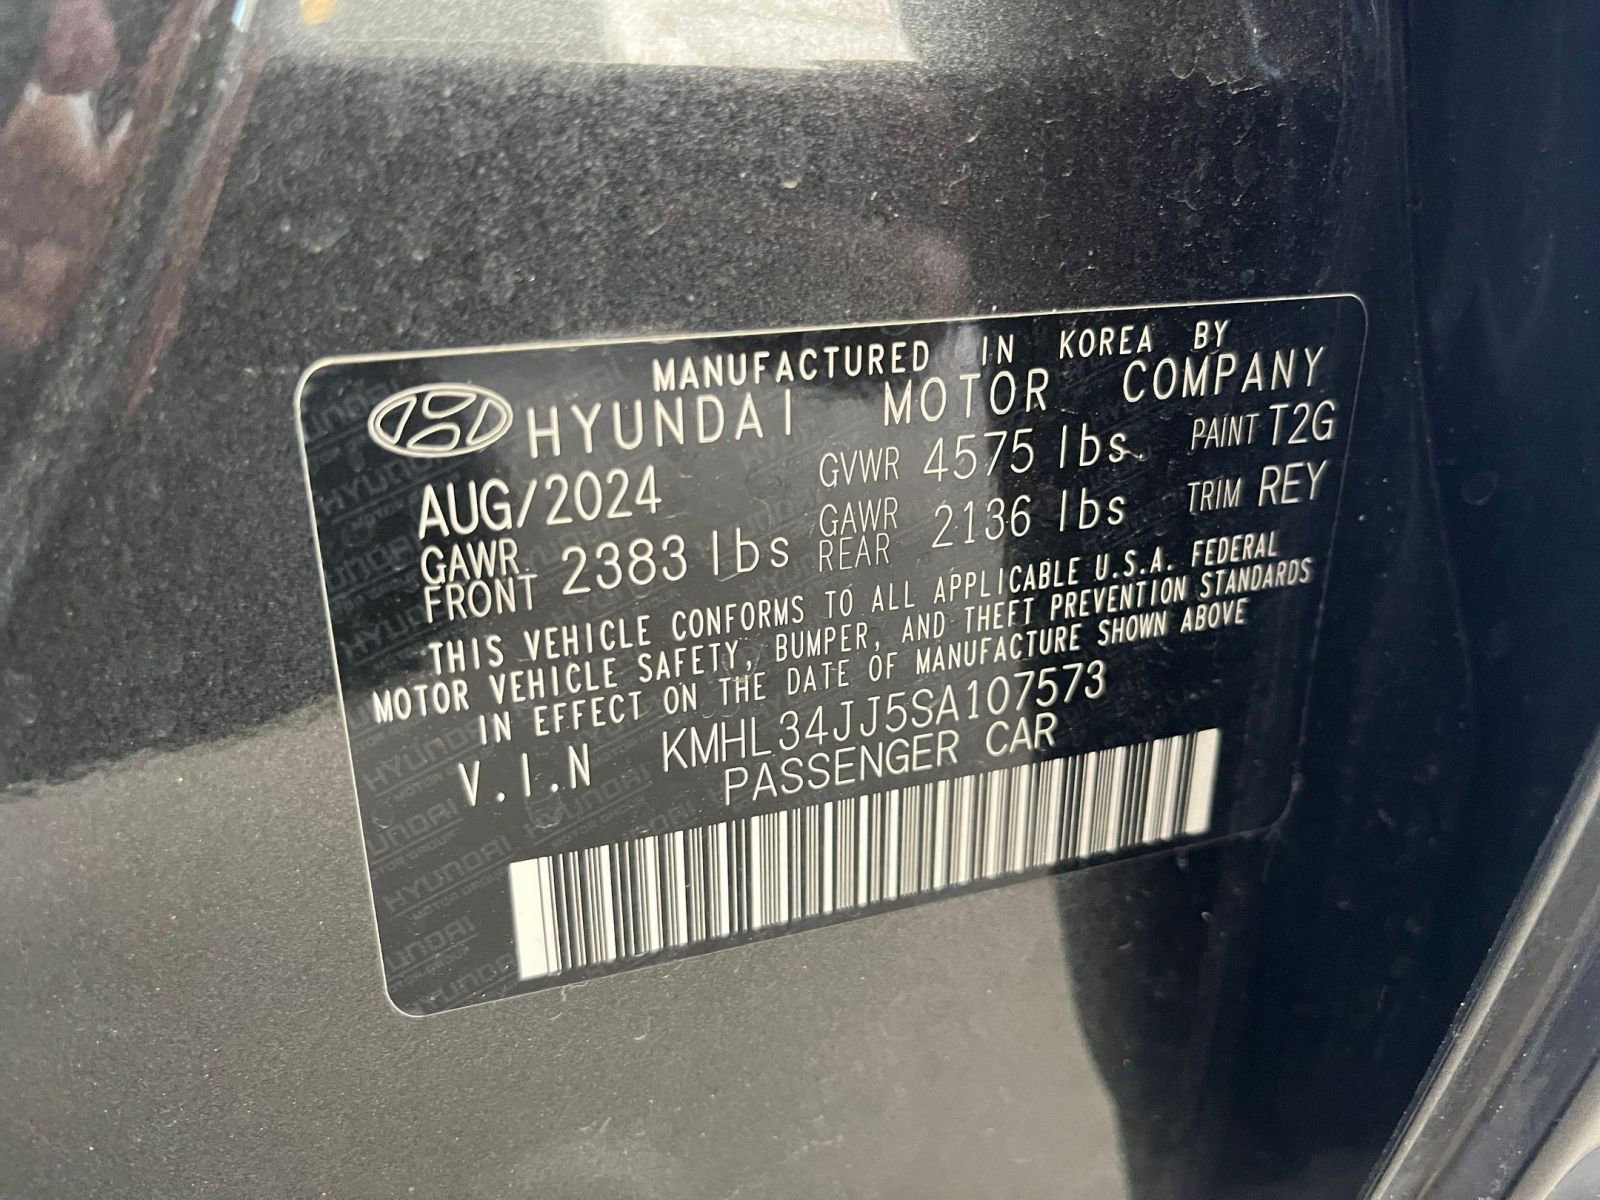 MANUFACTURED IN KOREA BY
HYUNDAI MOTOR COMPANY
AUG/2024 GVWR 4575 lbs. PAINT T2G
GAWR FRONT 2383 lbs GAWR REAR 2136 lbs TRIM REY
THIS VEHICLE CONFORMS TO ALL APPLICABLE U.S.A. FEDERAL
MOTOR VEHICLE SAFETY, BUMPER, AND THEFT PREVENTION STANDARDS
IN EFFECT ON THE DATE OF MANUFACTURE SHOWN ABOVE
V.I.N KMHL34JJ5SA107573
PASSENGER CAR